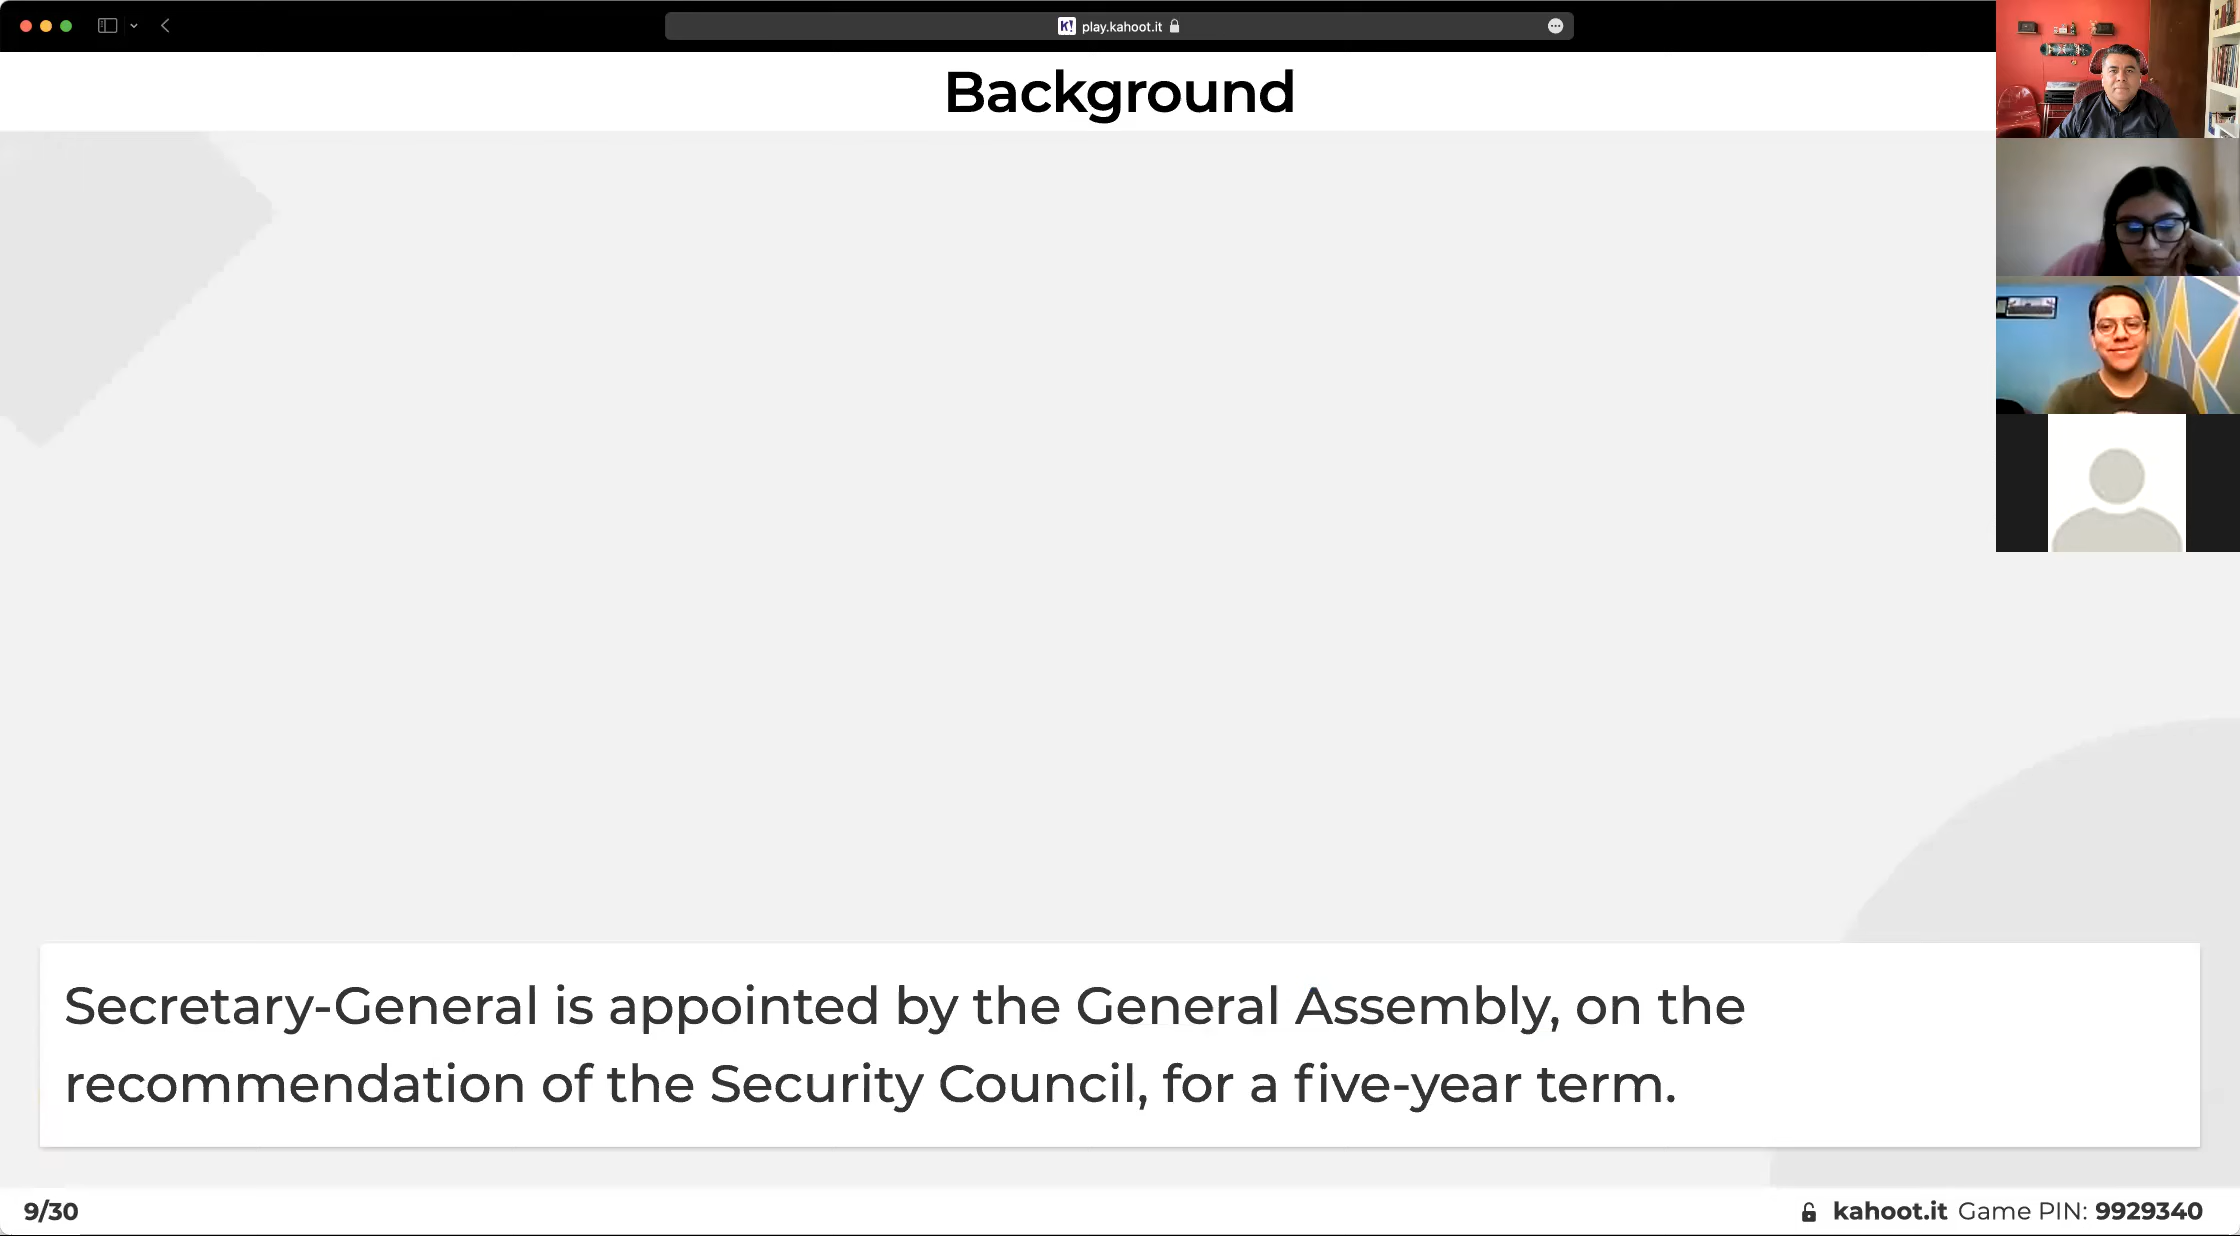 K! play.kahoot.it
Background
Secretary-General is appointed by the General Assembly, on the
recommendation of the Security Council, for a five-year term.
9/30
kahoot.it Game PIN: 9929340